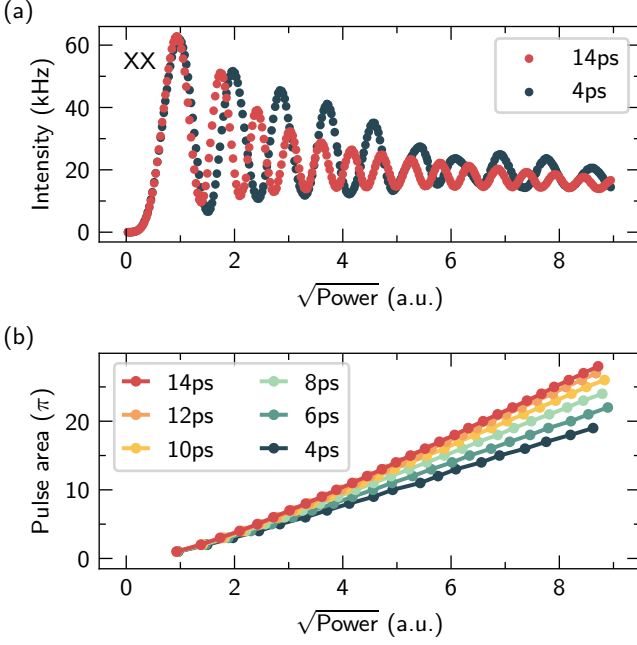 (a)
60
40
20
0
Intensity (kHz)
XX
14ps
4ps
0 2 4 6 8
√Power (a.u.)
(b)
20
10
0
Pulse area (π)
14ps 8ps
12ps 6ps
10ps 4ps
0 2 4 6 8
√Power (a.u.)